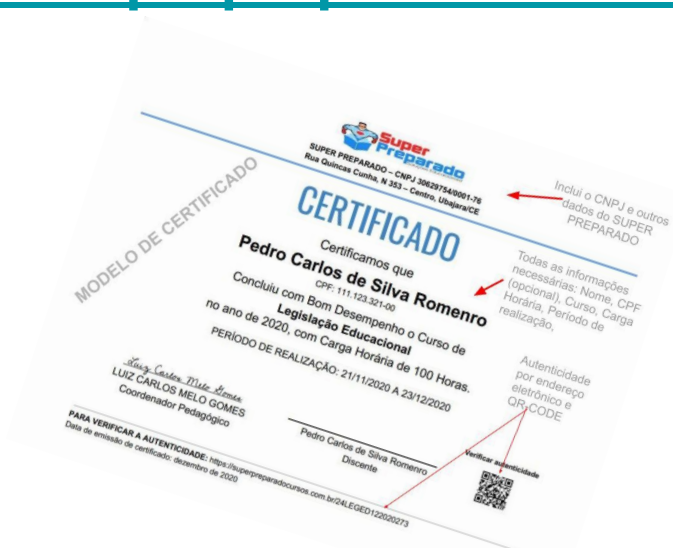 Super
Preparado
SUPER PREPARADO – CNPJ 30629754/0001-76
Rua Quincas Cunha, N 353 – Centro, Ubajara/CE
Inclui o CNPJ e outros
dados do SUPER
PREPARADO
MODELO DE CERTIFICADO
CERTIFICADO
Certificamos que
Pedro Carlos de Silva Romenro
CPF: 111.123.321-00
Concluiu com Bom Desempenho o Curso de
Legislação Educacional
no ano de 2020, com Carga Horária de 100 Horas.
PERÍODO DE REALIZAÇÃO: 21/11/2020 A 23/12/2020
Todas as informações
necessárias: Nome, CPF
(opcional), Curso, Carga
Horária, Período de
realização,
Autenticidade
por endereço
eletrônico e
QR-CODE
Luiz Carlos Melo Gomes
LUIZ CARLOS MELO GOMES
Coordenador Pedagógico
Pedro Carlos de Silva Romenro
Discente
Verificar autenticidade
PARA VERIFICAR A AUTENTICIDADE: https://superpreparadocursos.com.br/24LEGED122020273
Data de emissão de certificado: dezembro de 2020